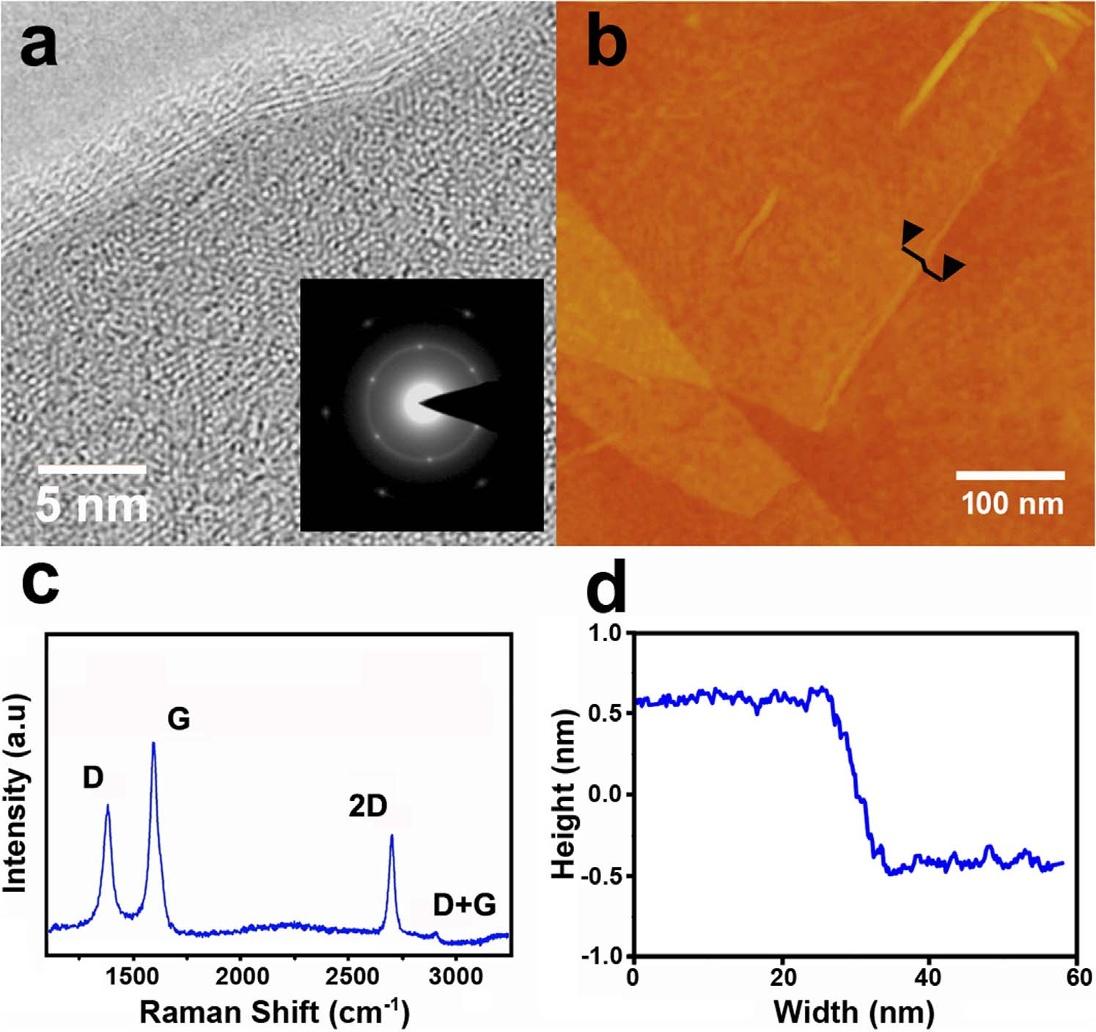 a
b
5 nm
100 nm
c
d
Intensity (a.u)
D
G
2D
D+G
1500
2000
2500
3000
Raman Shift (cm-1)
Height (nm)
1.0
0.5
0.0
-0.5
-1.0
0
20
40
60
Width (nm)